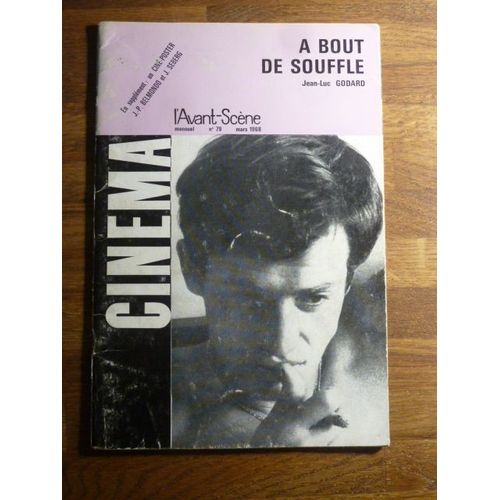 A BOUT
DE SOUFFLE
Jean-Luc GODARD
En supplément, un CINÉ-POSTER
J.P. BELMONDO et J. SEBERG
l'Avant-Scène
mensuel n° 79 mars 1968
CINEMA